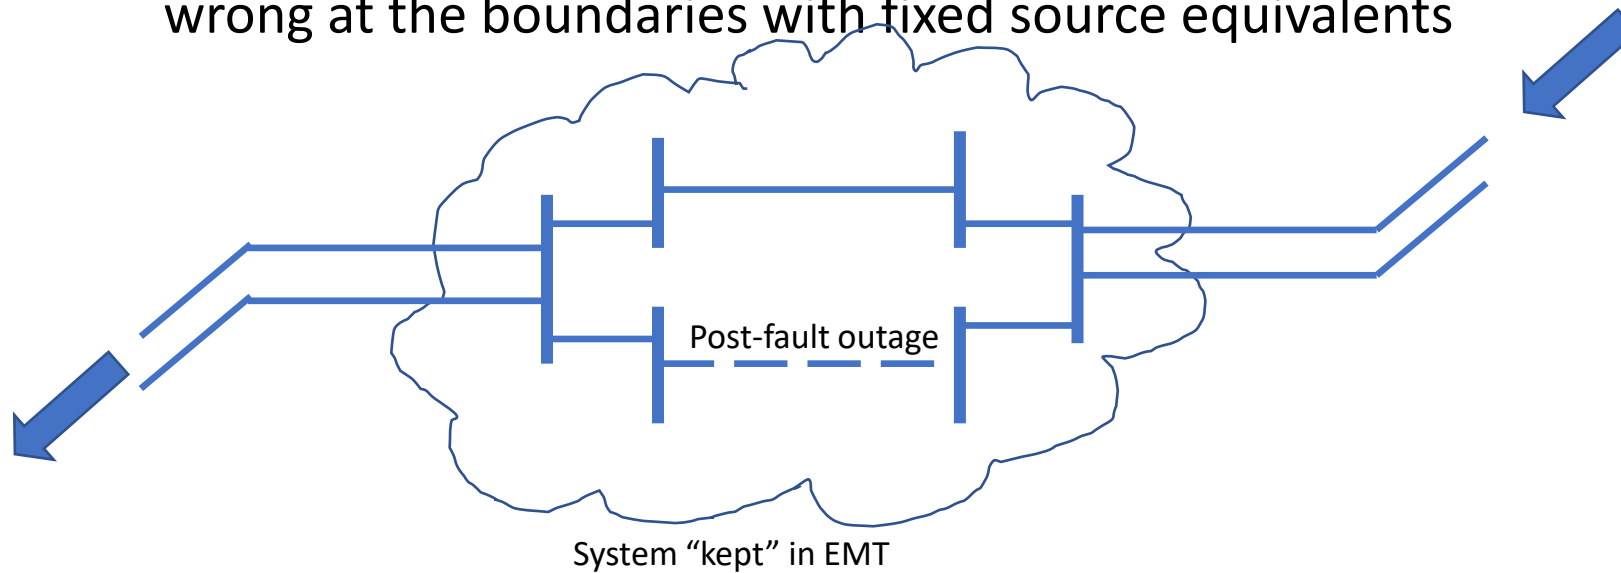 wrong at the boundaries with fixed source equivalents
Post-fault outage
System “kept” in EMT